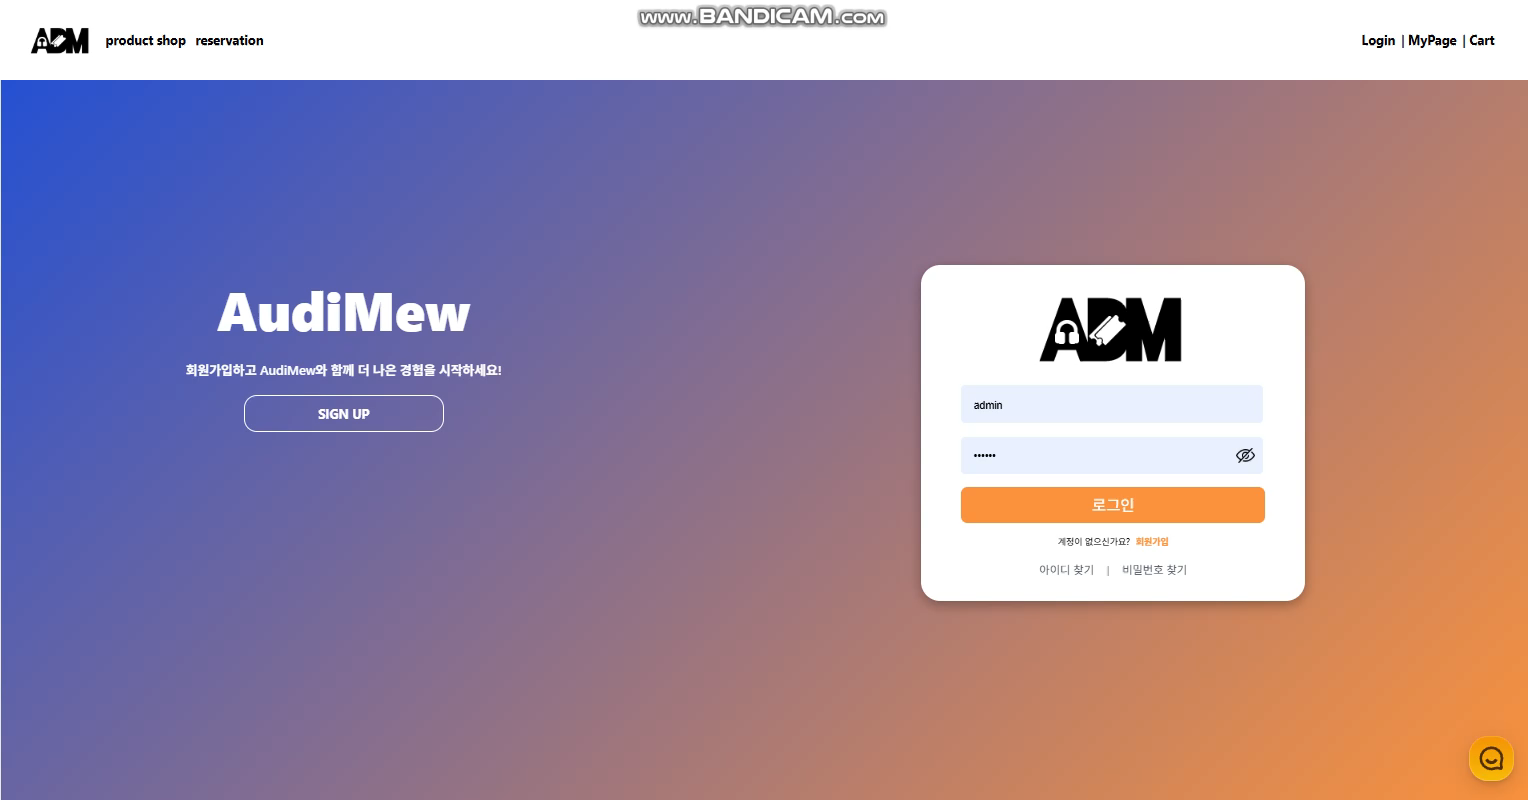 www.BANDICAM.com
ADM product shop reservation
Login | MyPage | Cart
AudiMew
회원가입하고 AudiMew와 함께 더 나은 경험을 시작하세요!
SIGN UP
ADM
admin
••••••
로그인
계정이 없으신가요? 회원가입
아이디 찾기 | 비밀번호 찾기